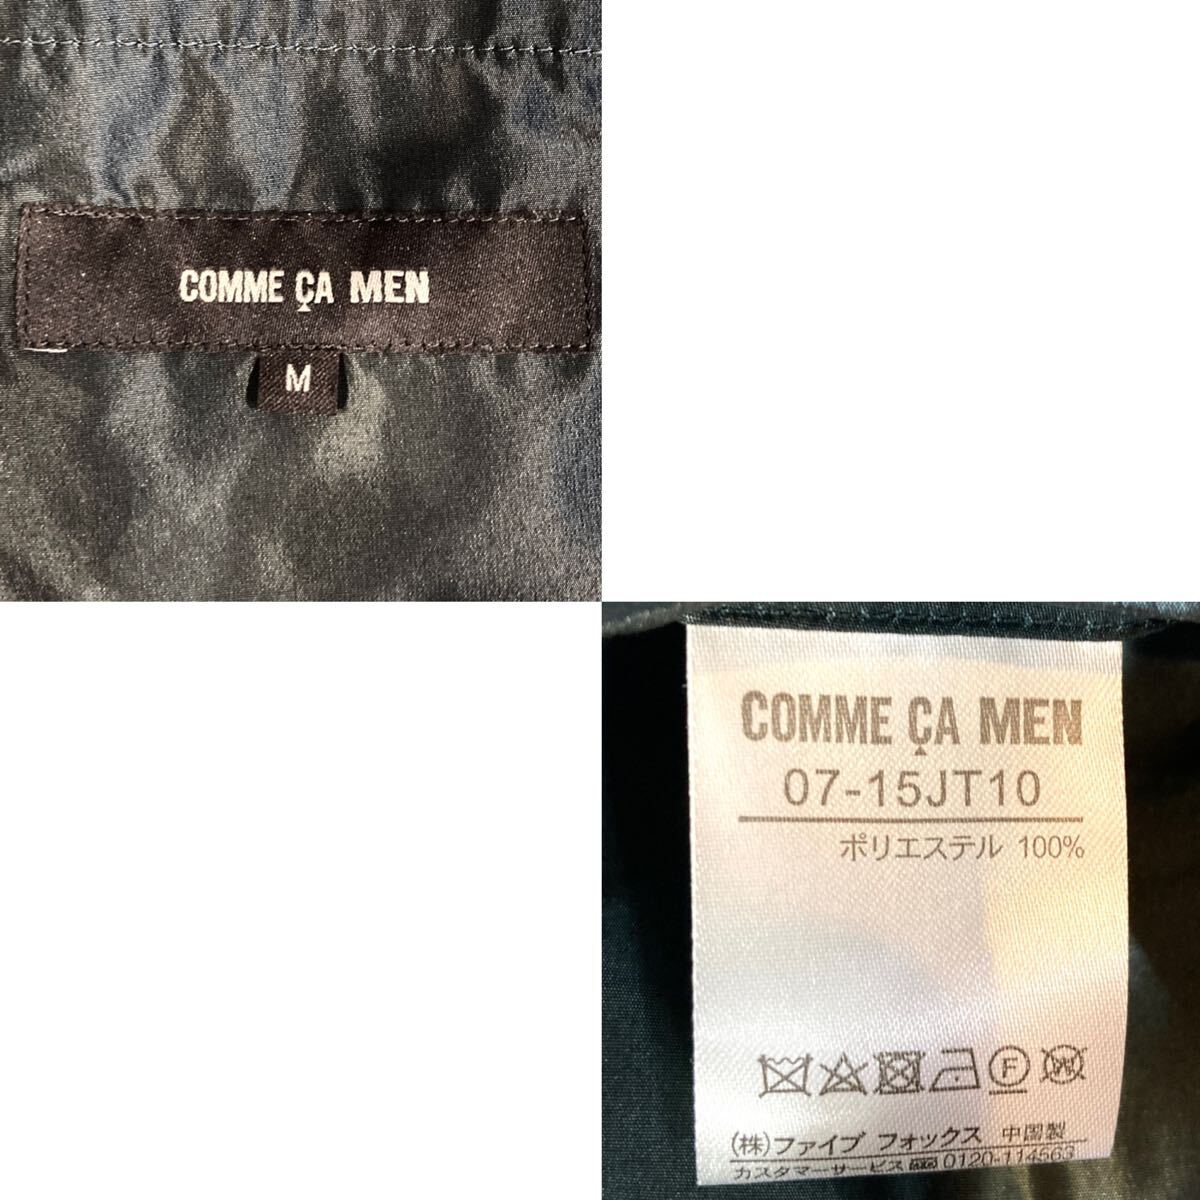 COMME ÇA MEN
M
COMME ÇA MEN
07-15JT10
ポリエステル 100%
F W
(株)ファイブ フォックス 中国製
カスタマーサービス 0120-114563